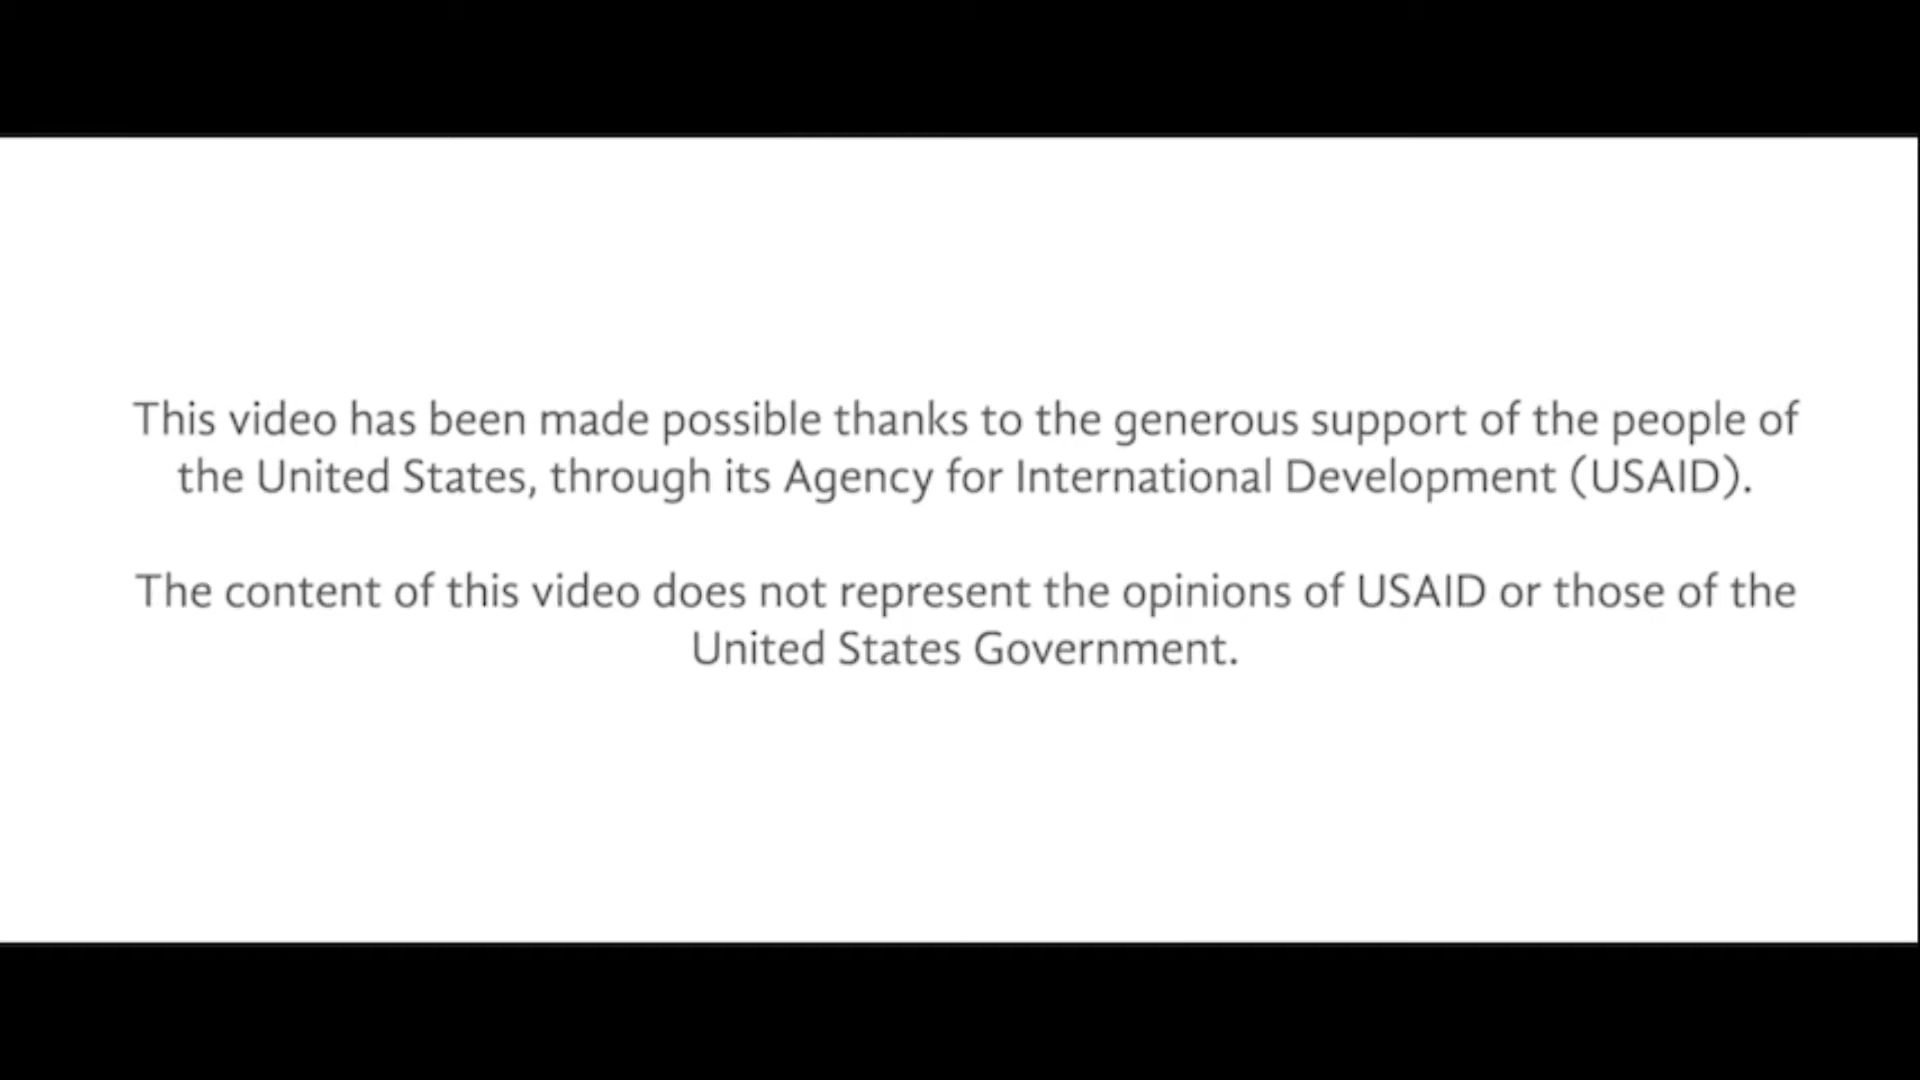 This video has been made possible thanks to the generous support of the people of
the United States, through its Agency for International Development (USAID).
The content of this video does not represent the opinions of USAID or those of the
United States Government.